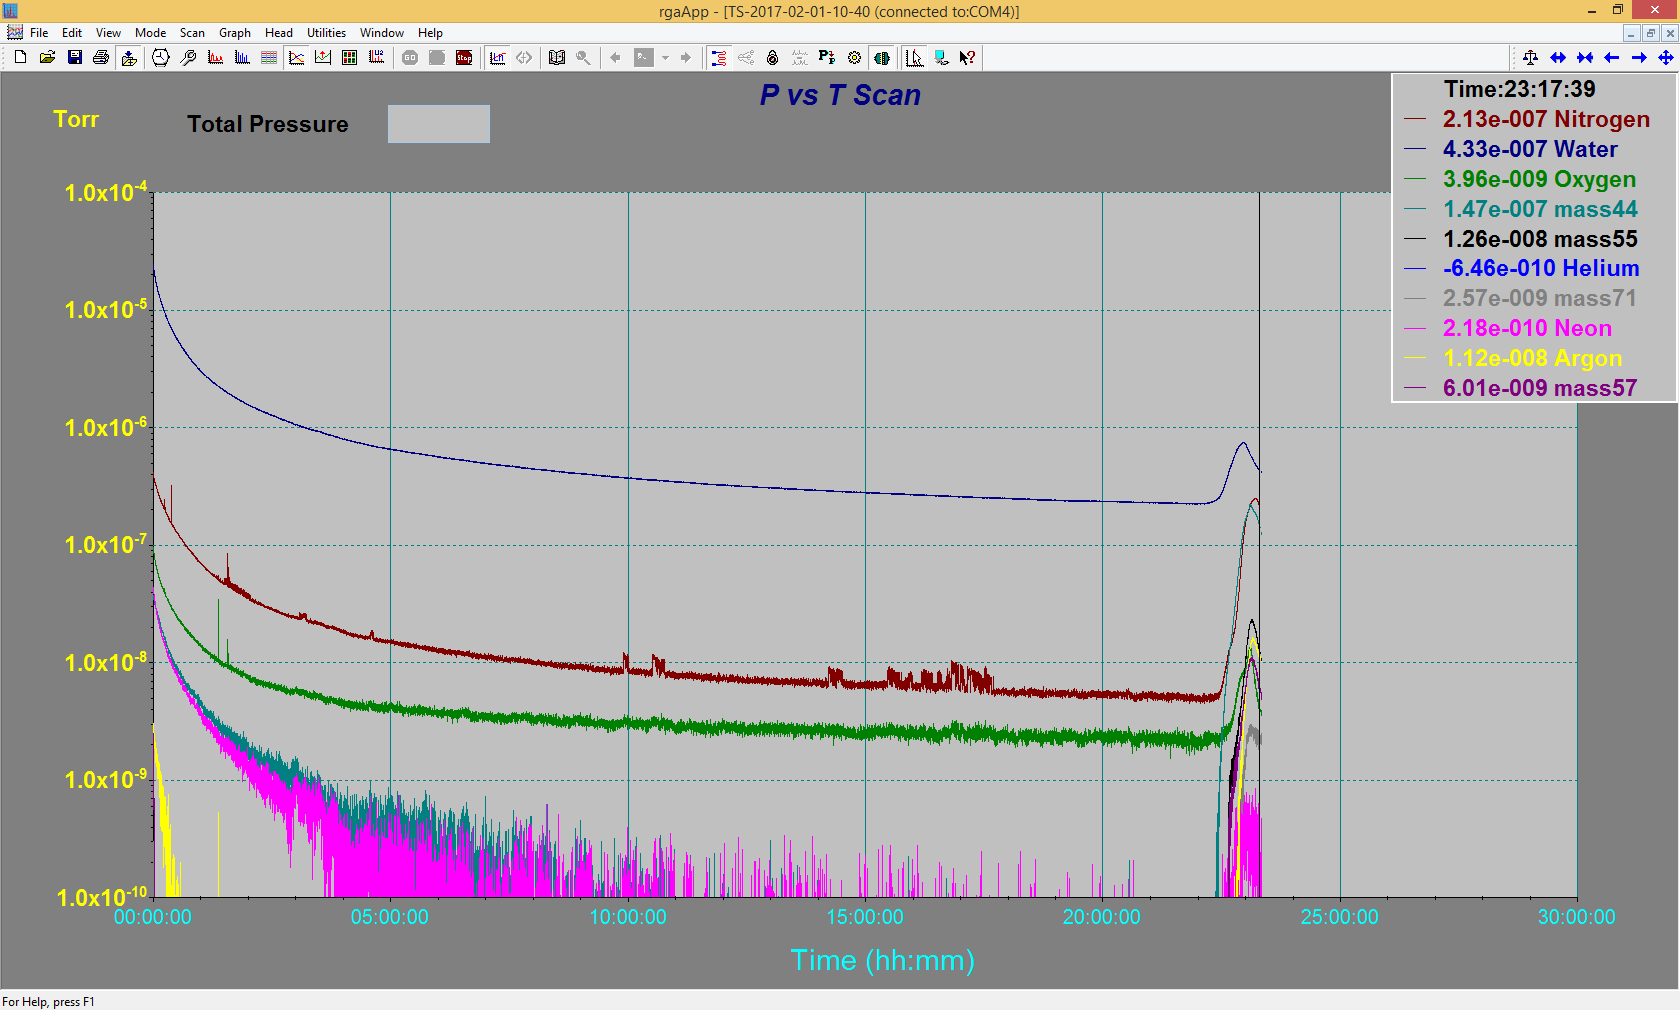 rgaApp - [TS-2017-02-01-10-40 (connected to:COM4)]
File Edit View Mode Scan Graph Head Utilities Window Help
GO Stop
P vs T Scan
Torr
Total Pressure
Time:23:17:39
2.13e-007 Nitrogen
4.33e-007 Water
3.96e-009 Oxygen
1.47e-007 mass44
1.26e-008 mass55
-6.46e-010 Helium
2.57e-009 mass71
2.18e-010 Neon
1.12e-008 Argon
6.01e-009 mass57
1.0x10-4
1.0x10-5
1.0x10-6
1.0x10-7
1.0x10-8
1.0x10-9
1.0x10-10
00:00:00 05:00:00 10:00:00 15:00:00 20:00:00 25:00:00 30:00:00
Time (hh:mm)
For Help, press F1